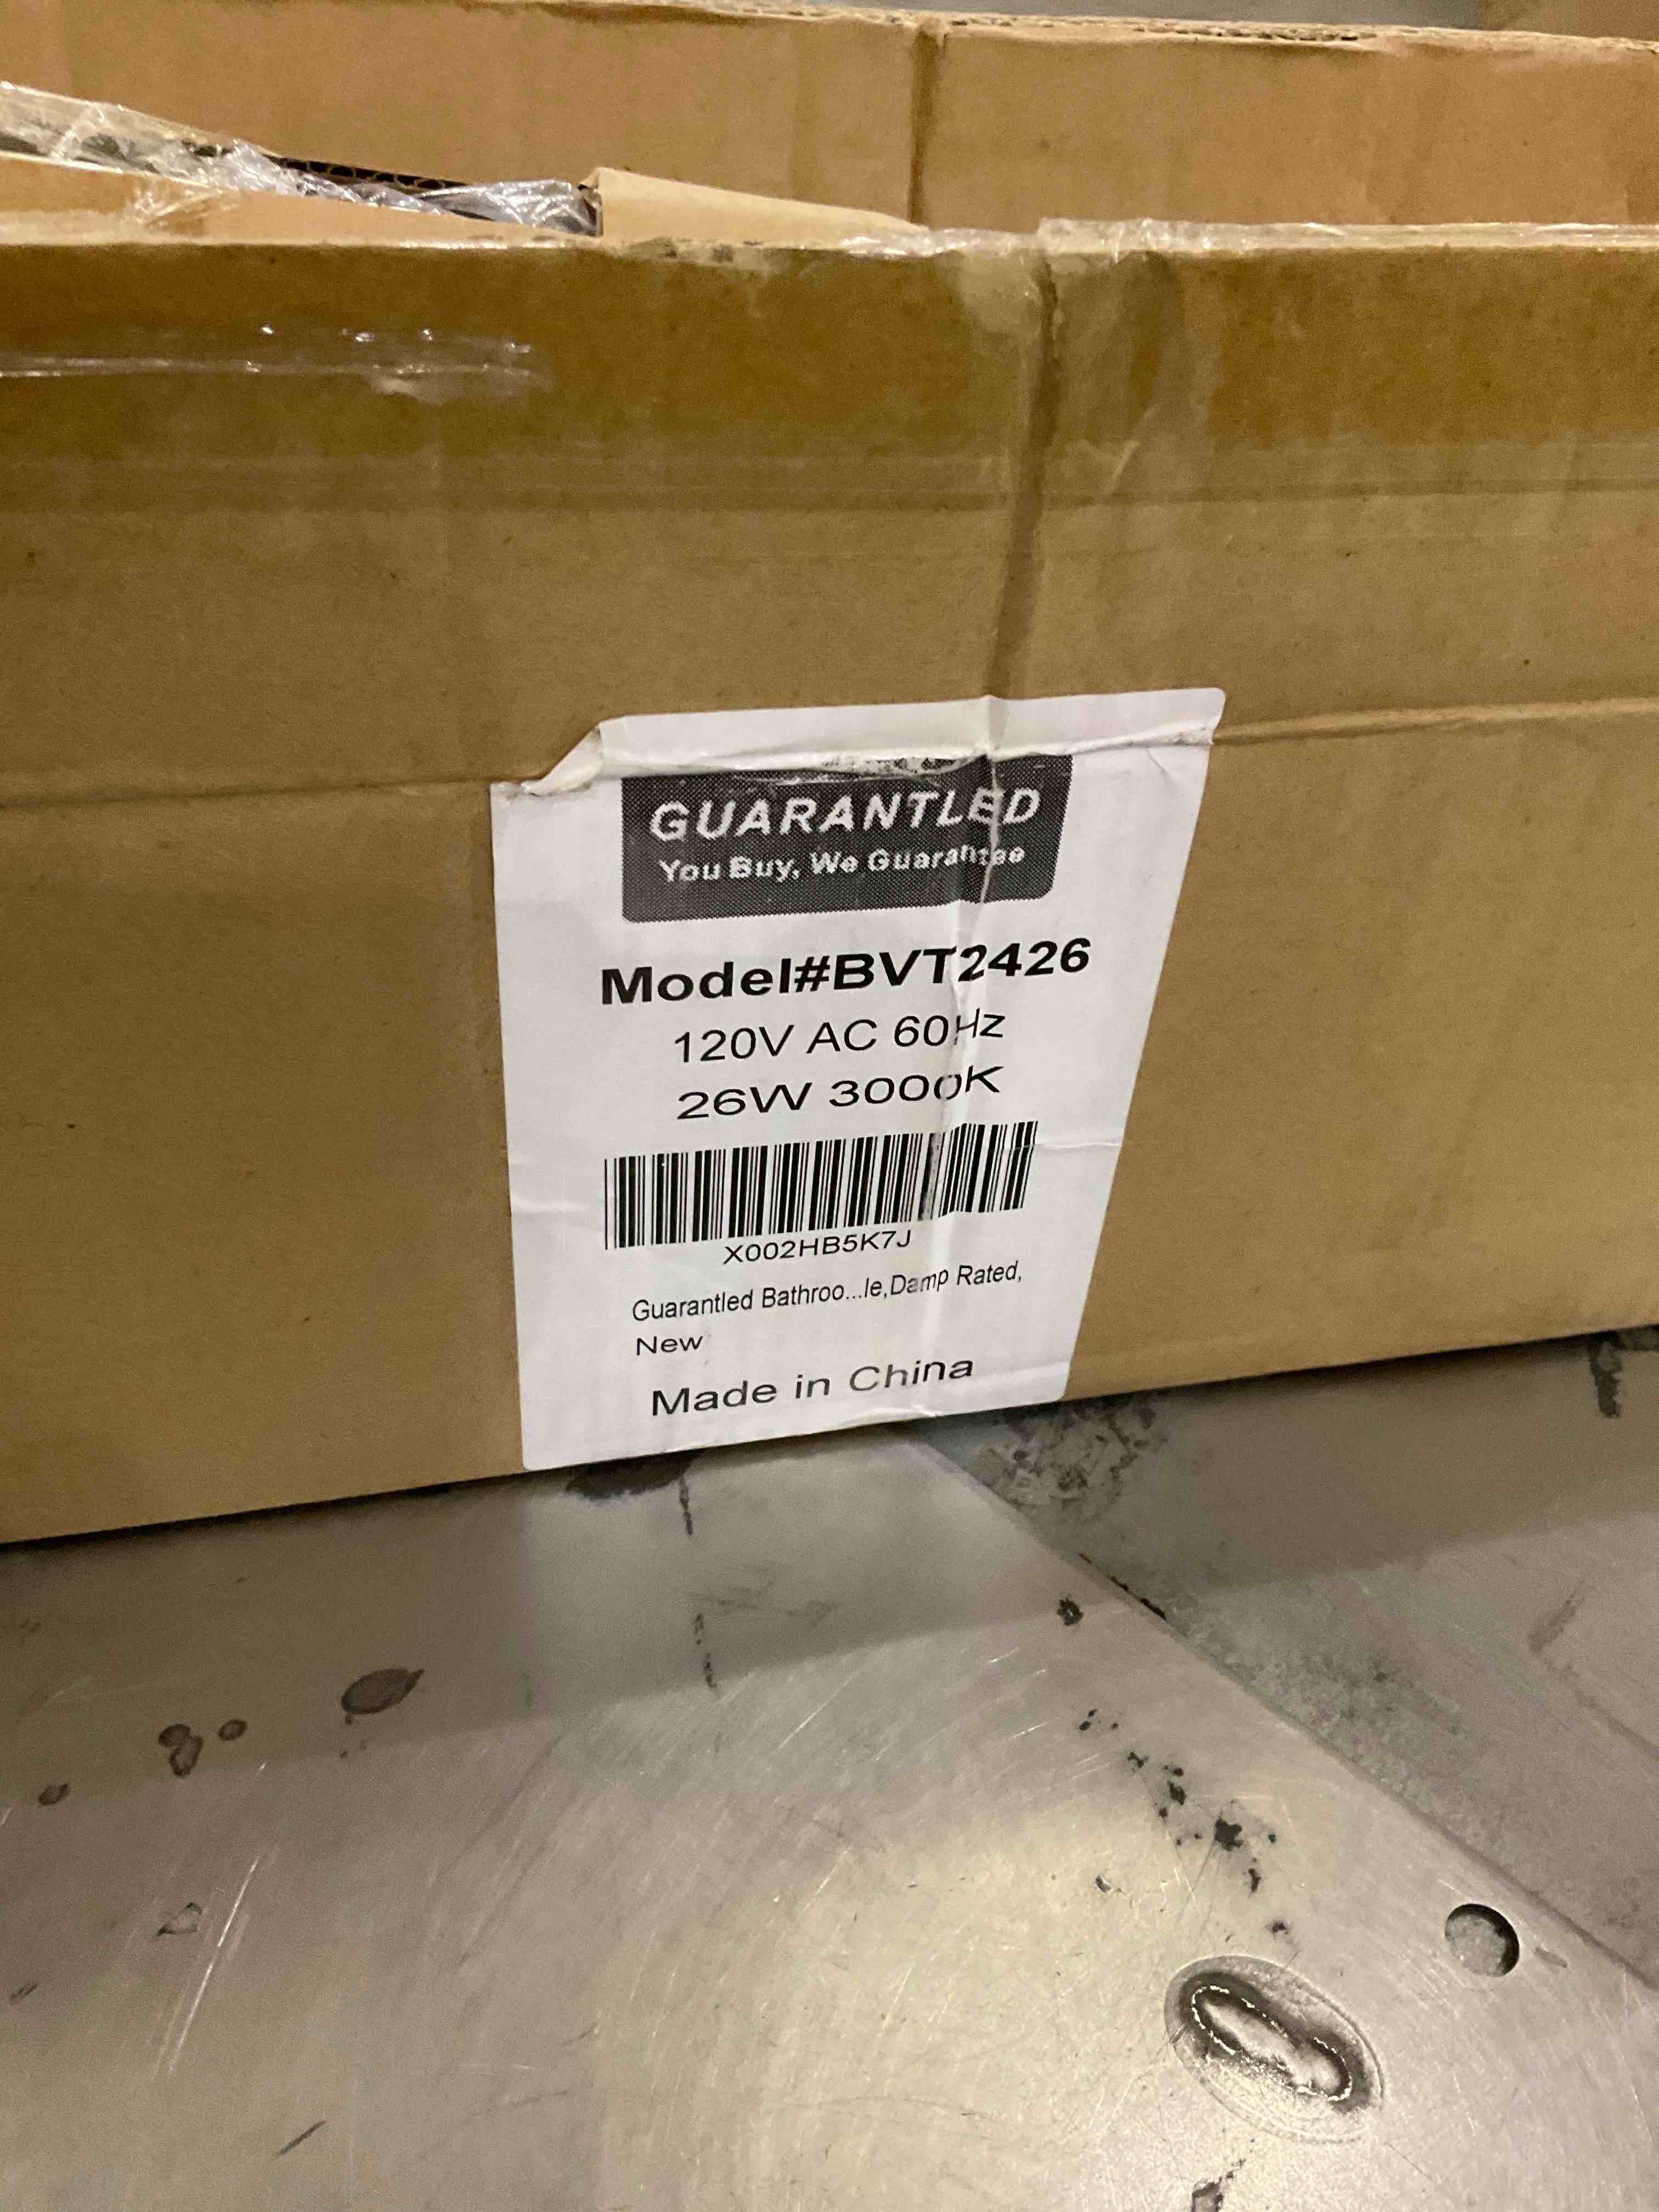 GUARANTLED
You Buy, We Guarantee
Model#BVT2426
120V AC 60Hz
26W 3000K
X002HB5K7J
Guarantled Bathroo...le,Damp Rated,
New
Made in China